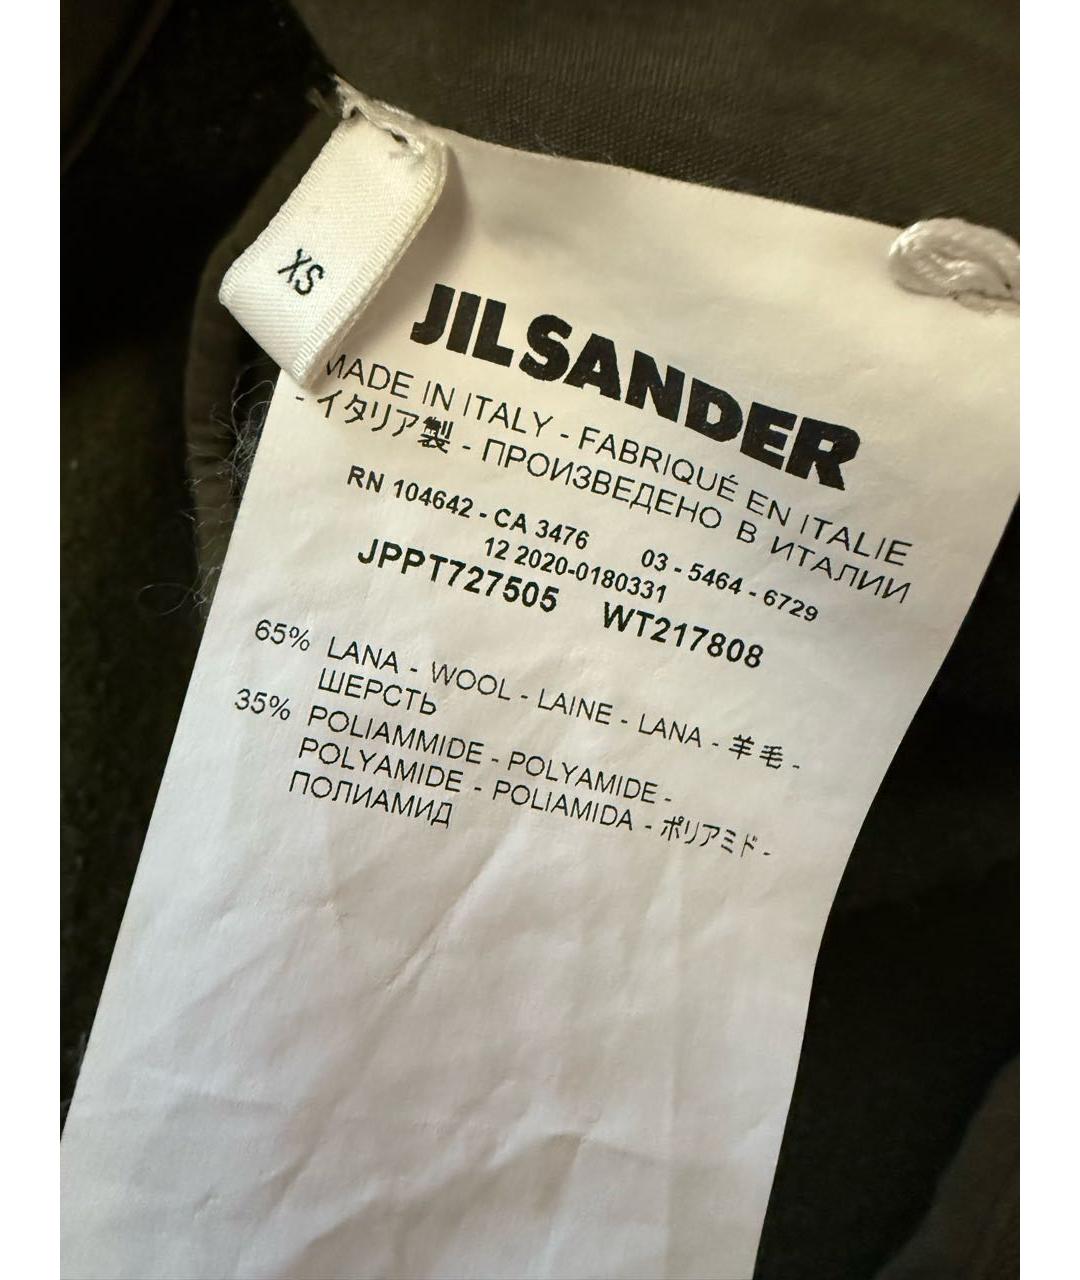 XS
JIL SANDER
MADE IN ITALY - FABRIQUÉ EN ITALIE
- イタリア製 - ПРОИЗВЕДЕНО В ИТАЛИИ
RN 104642 - CA 3476 03 - 5464 - 6729
12 2020-0180331
JPPT727505 WT217808
65% LANA - WOOL - LAINE - LANA - 羊毛 -
ШЕРСТЬ
35% POLIAMMIDE - POLYAMIDE -
POLYAMIDE - POLIAMIDA - ポリアミド -
ПОЛИАМИД